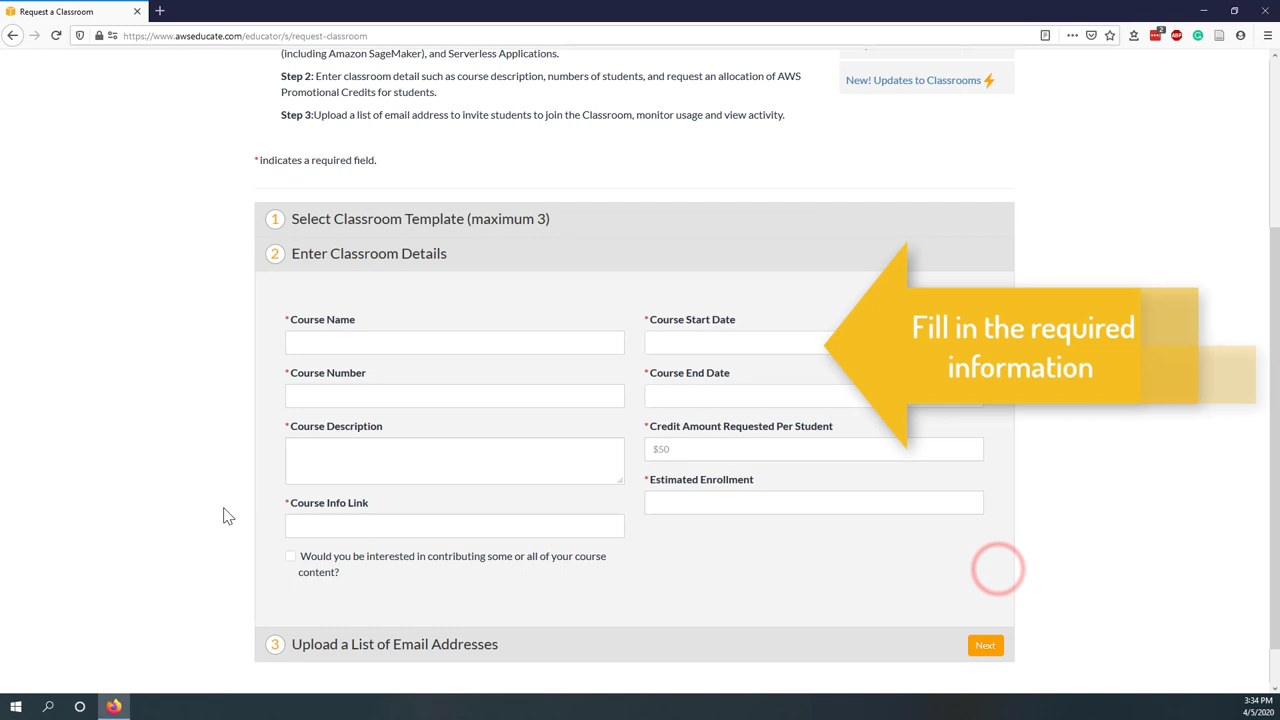 Request a Classroom
https://www.awseducate.com/educator/s/request-classroom
2
ABP
(including Amazon SageMaker), and Serverless Applications.
Step 2: Enter classroom detail such as course description, numbers of students, and request an allocation of AWS
Promotional Credits for students.
New! Updates to Classrooms
Step 3:Upload a list of email address to invite students to join the Classroom, monitor usage and view activity.
* indicates a required field.
1 Select Classroom Template (maximum 3)
2 Enter Classroom Details
*Course Name
*Course Start Date
*Course Number
*Course End Date
*Course Description
*Credit Amount Requested Per Student
$50
*Estimated Enrollment
*Course Info Link
Would you be interested in contributing some or all of your course
content?
Fill in the required
information
3 Upload a List of Email Addresses
Next
3:34 PM
4/5/2020